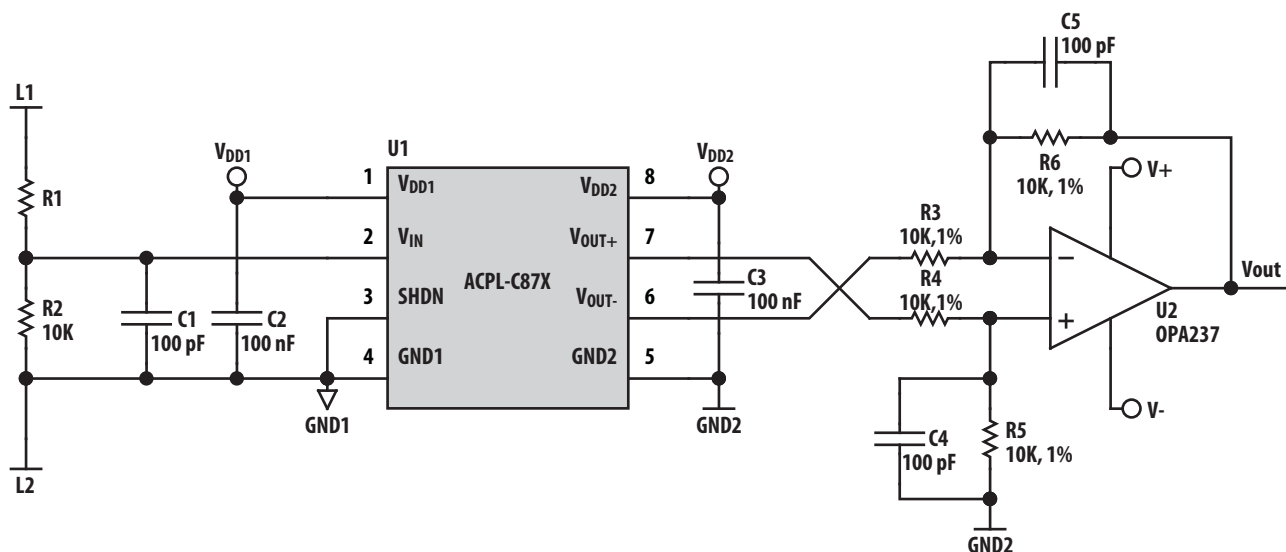 C5
100 pF
L1
R6
10K, 1%
V+
U1
VDD1
VDD2
1
VDD1
VDD2
8
R1
R3
10K,1%
2
VIN
VOUT+
7
ACPL-C87X
R4
10K,1%
Vout
C3
100 nF
R2
10K
C1
100 pF
C2
100 nF
3
SHDN
VOUT-
6
U2
OPA237
4
GND1
GND2
5
GND1
GND2
V-
C4
100 pF
R5
10K, 1%
L2
GND2